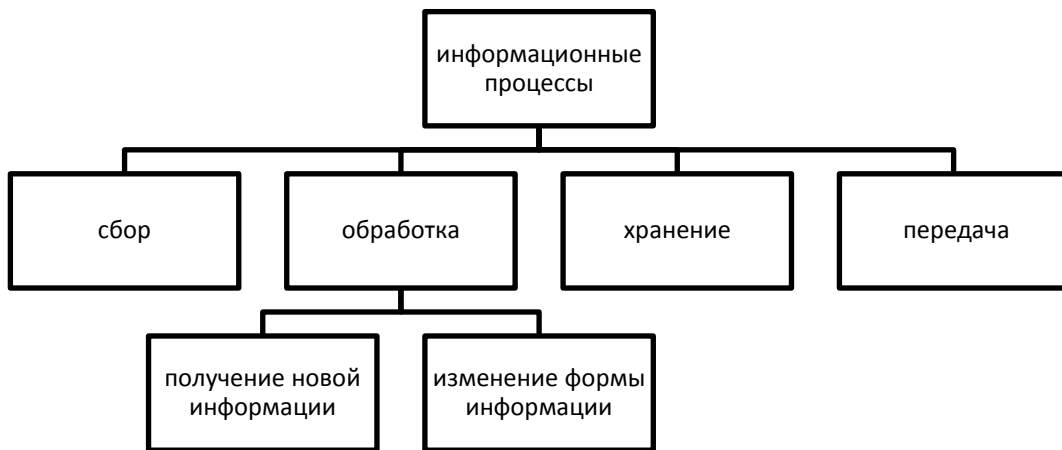 информационные
процессы
сбор
обработка
хранение
передача
получение новой
информации
изменение формы
информации